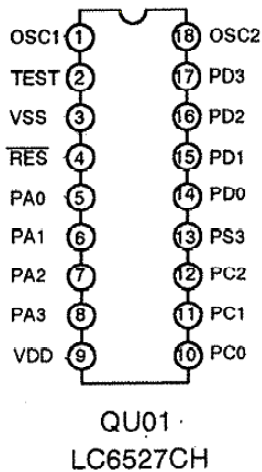 OSC1 1 18 OSC2
TEST 2 17 PD3
VSS 3 16 PD2
RES 4 15 PD1
PA0 5 14 PD0
PA1 6 13 PS3
PA2 7 12 PC2
PA3 8 11 PC1
VDD 9 10 PC0
QU01
LC6527CH